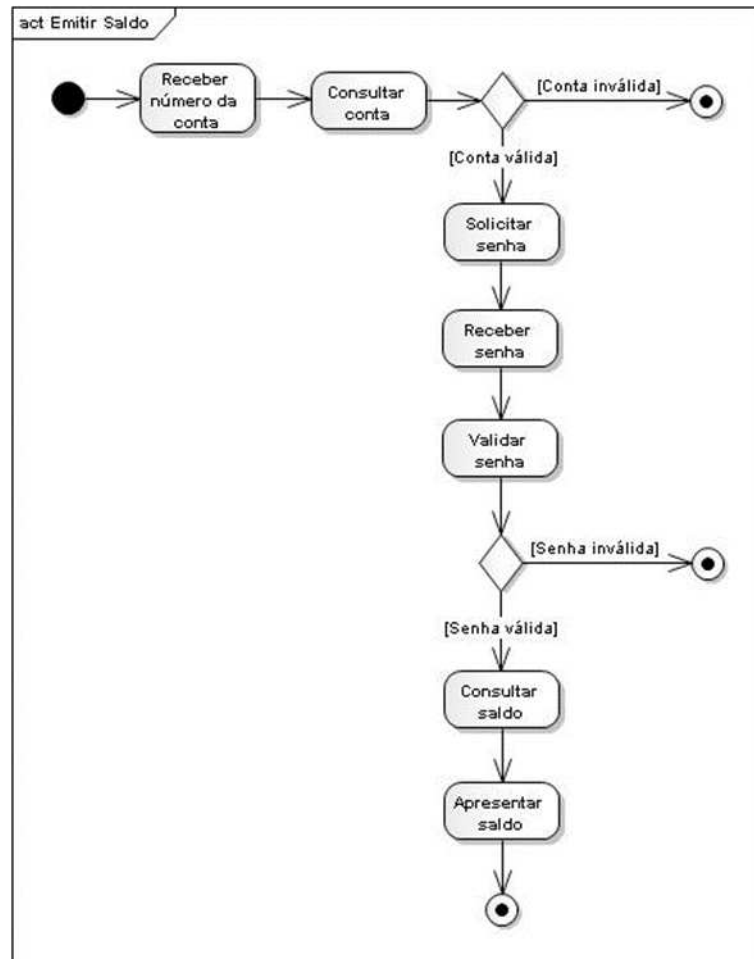 act Emitir Saldo
Receber
número da
conta
Consultar
conta
[Conta inválida]
[Conta válida]
Solicitar
senha
Receber
senha
Validar
senha
[Senha inválida]
[Senha válida]
Consultar
saldo
Apresentar
saldo